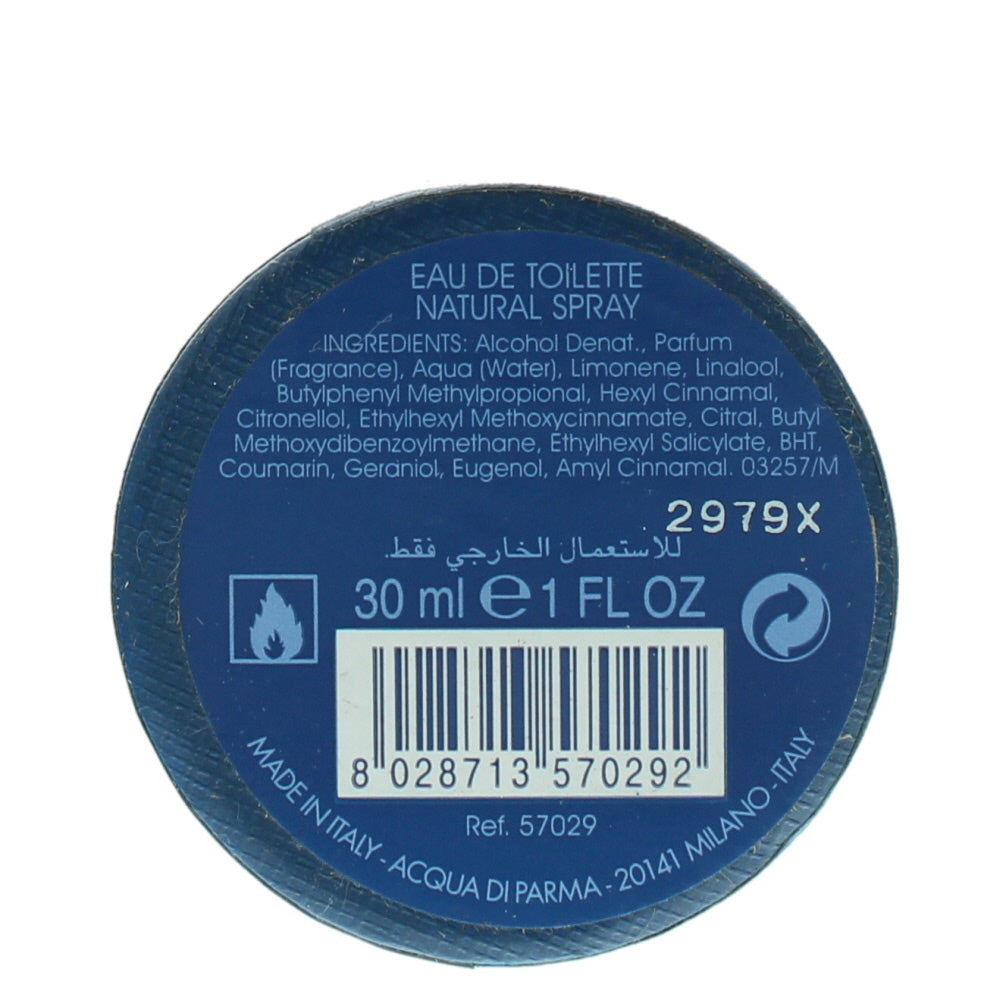 EAU DE TOILETTE
NATURAL SPRAY
INGREDIENTS: Alcohol Denat., Parfum
(Fragrance), Aqua (Water), Limonene, Linalool,
Butylphenyl Methylpropional, Hexyl Cinnamal,
Citronellol, Ethylhexyl Methoxycinnamate, Citral, Butyl
Methoxydibenzoylmethane, Ethylhexyl Salicylate, BHT,
Coumarin, Geraniol, Eugenol, Amyl Cinnamal. 03257/M
2979X
للاستعمال الخارجي فقط.
30 ml ℮ 1 FL OZ
8 028713 570292
Ref. 57029
MADE IN ITALY - ACQUA DI PARMA - 20141 MILANO - ITALY